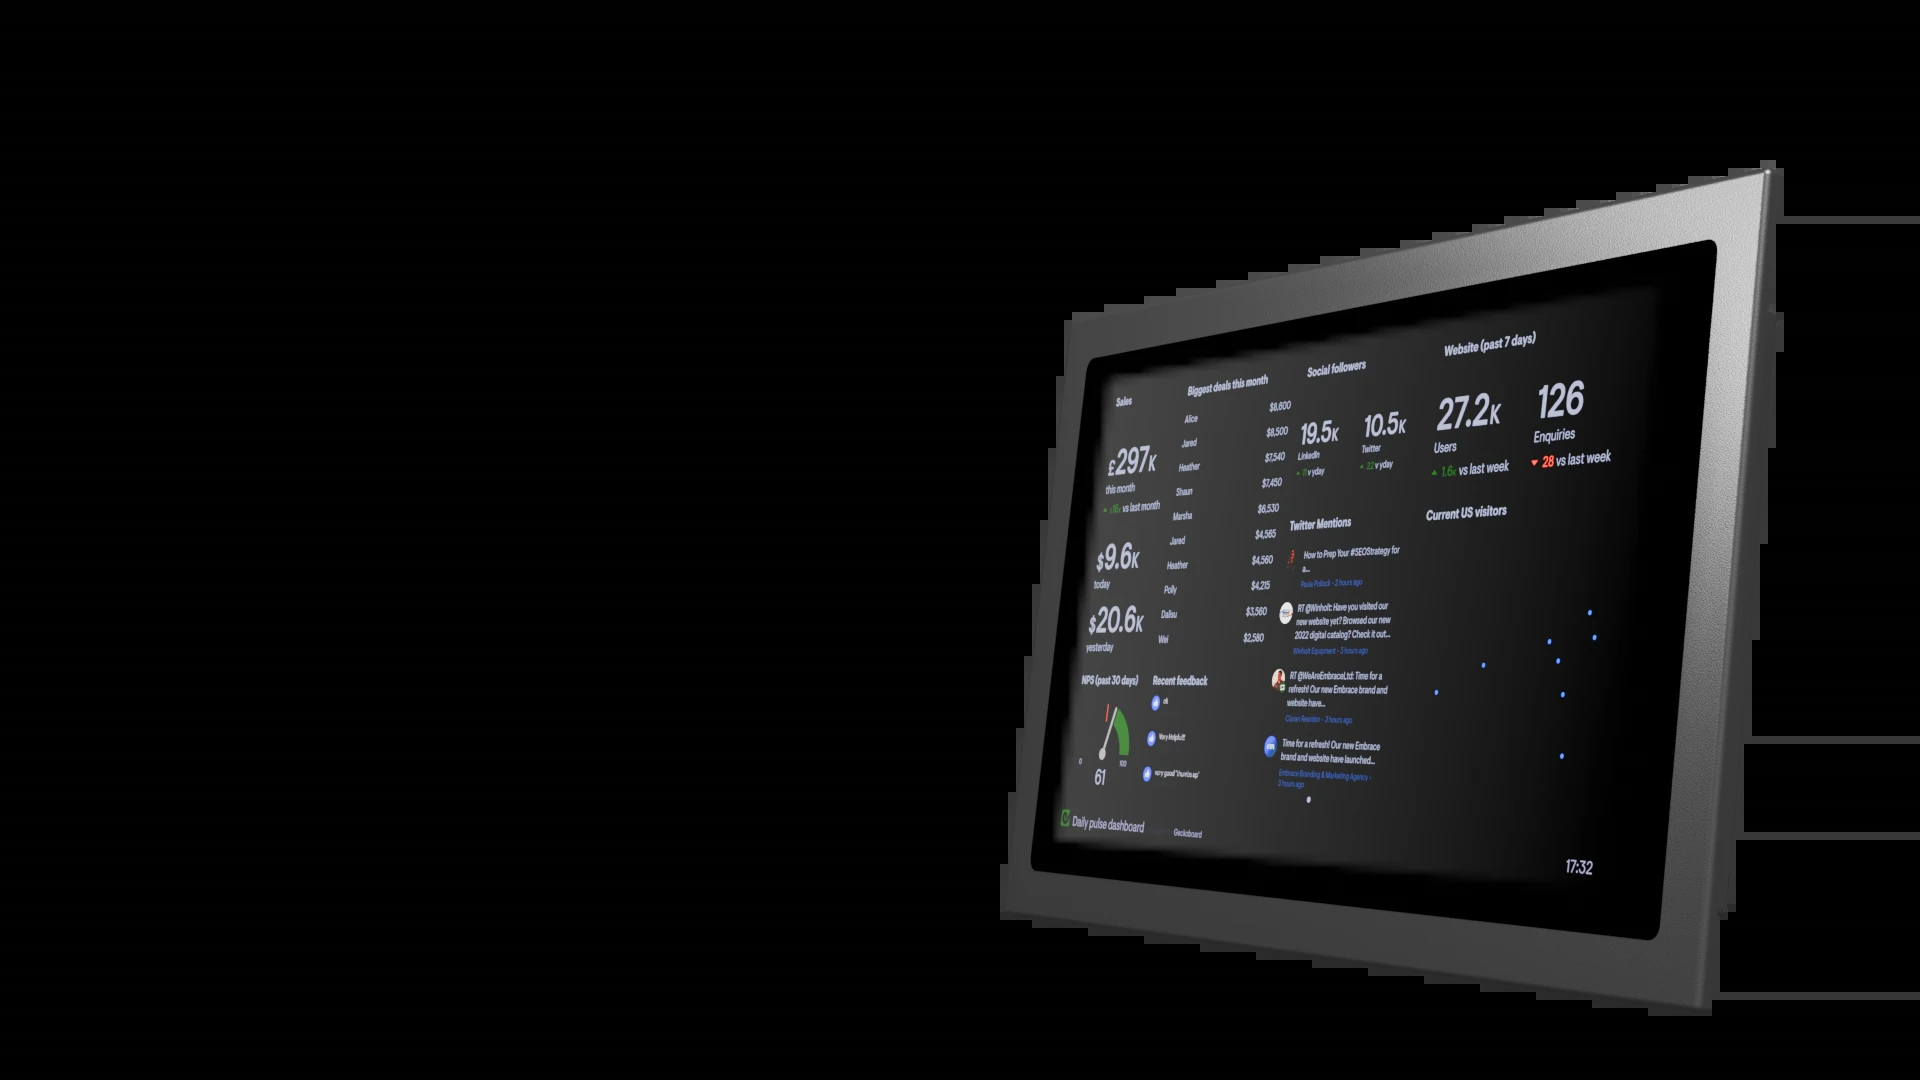 Sales
£297K
this month
vs last month
$9.6K
today
$20.6K
yesterday
Biggest deals this month
Alice $8,600
Jared $8,500
Heather $7,540
Shaun $7,450
Marsha $6,530
Jared $4,565
Heather $4,560
Polly $4,215
Dalisu $3,560
Wei $2,580
Social followers
19.5K
LinkedIn
11 v yday
10.5K
Twitter
22 v yday
Website (past 7 days)
27.2K
Users
1.6K vs last week
126
Enquiries
28 vs last week
Twitter Mentions
How to Prep Your #SEOStrategy for
a...
Paula Pollock - 2 hours ago
RT @Winholt: Have you visited our
new website yet? Browsed our new
2022 digital catalog? Check it out...
Winholt Equipment - 3 hours ago
RT @WeAreEmbraceLtd: Time for a
refresh! Our new Embrace brand and
website have...
Ciaran Reardon - 3 hours ago
Time for a refresh! Our new Embrace
brand and website have launched...
Embrace Branding & Marketing Agency -
3 hours ago
Current US visitors
NPS (past 30 days)
0
100
61
Recent feedback
ok
Very Helpful!!
very good "thumbs up"
Daily pulse dashboard
Geckoboard
17:32